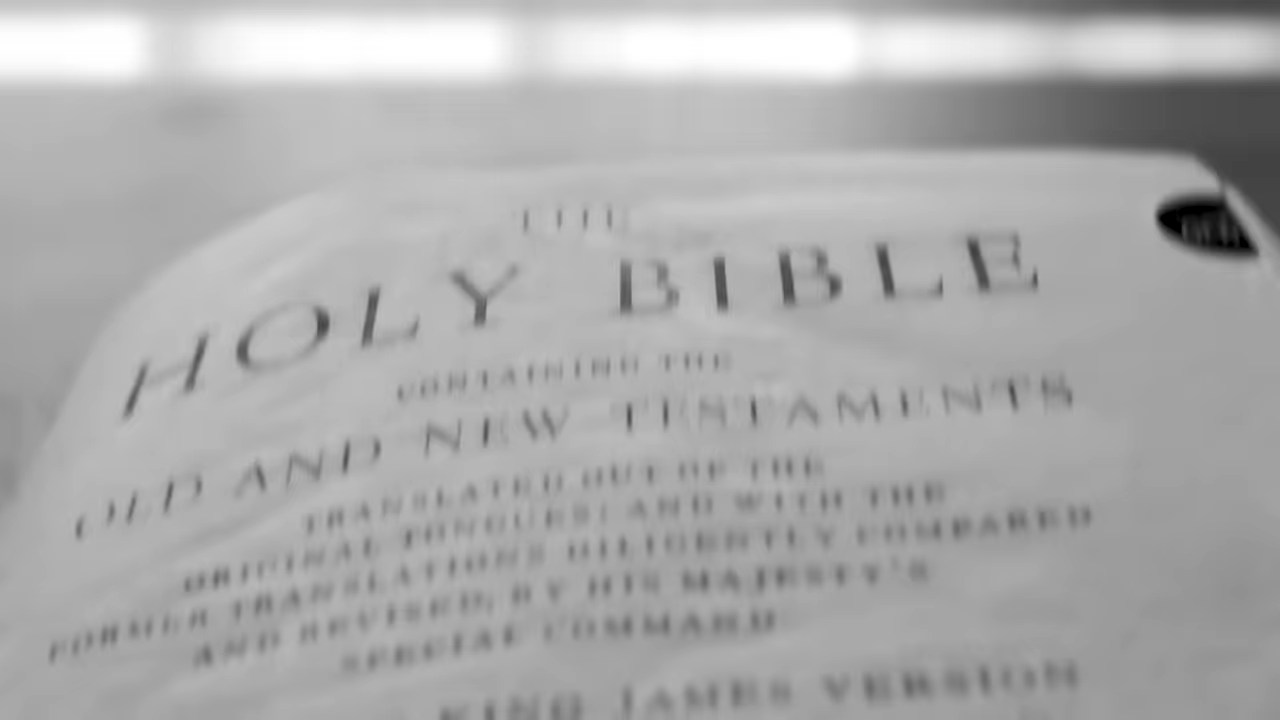 THE
HOLY BIBLE
CONTAINING THE
OLD AND NEW TESTAMENTS
TRANSLATED OUT OF THE
ORIGINAL TONGUES: AND WITH THE
FORMER TRANSLATIONS DILIGENTLY COMPARED
AND REVISED, BY HIS MAJESTY'S
SPECIAL COMMAND
KING JAMES VERSION